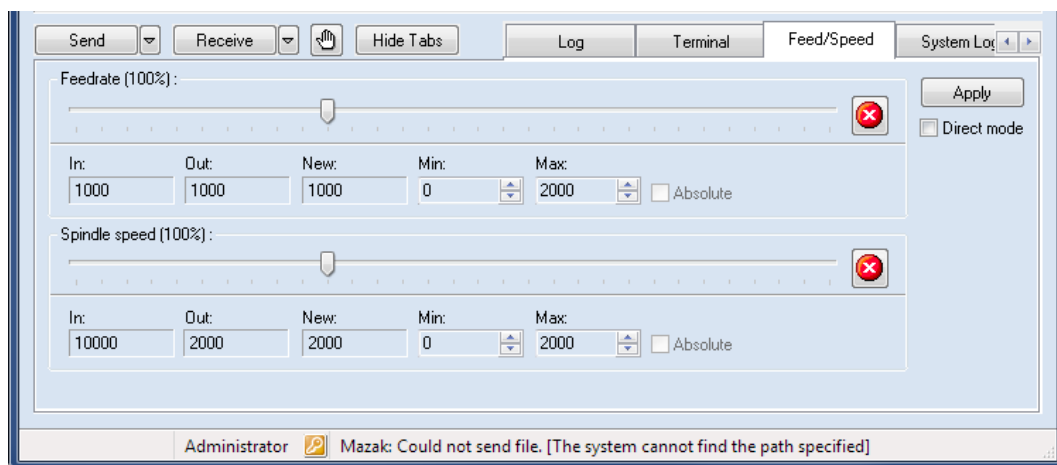 Send Receive Hide Tabs Log Terminal Feed/Speed System Log
Feedrate (100%) :
Apply
Direct mode
In: Out: New: Min: Max:
1000 1000 1000 0 2000 Absolute
Spindle speed (100%) :
In: Out: New: Min: Max:
10000 2000 2000 0 2000 Absolute
Administrator Mazak: Could not send file. [The system cannot find the path specified]